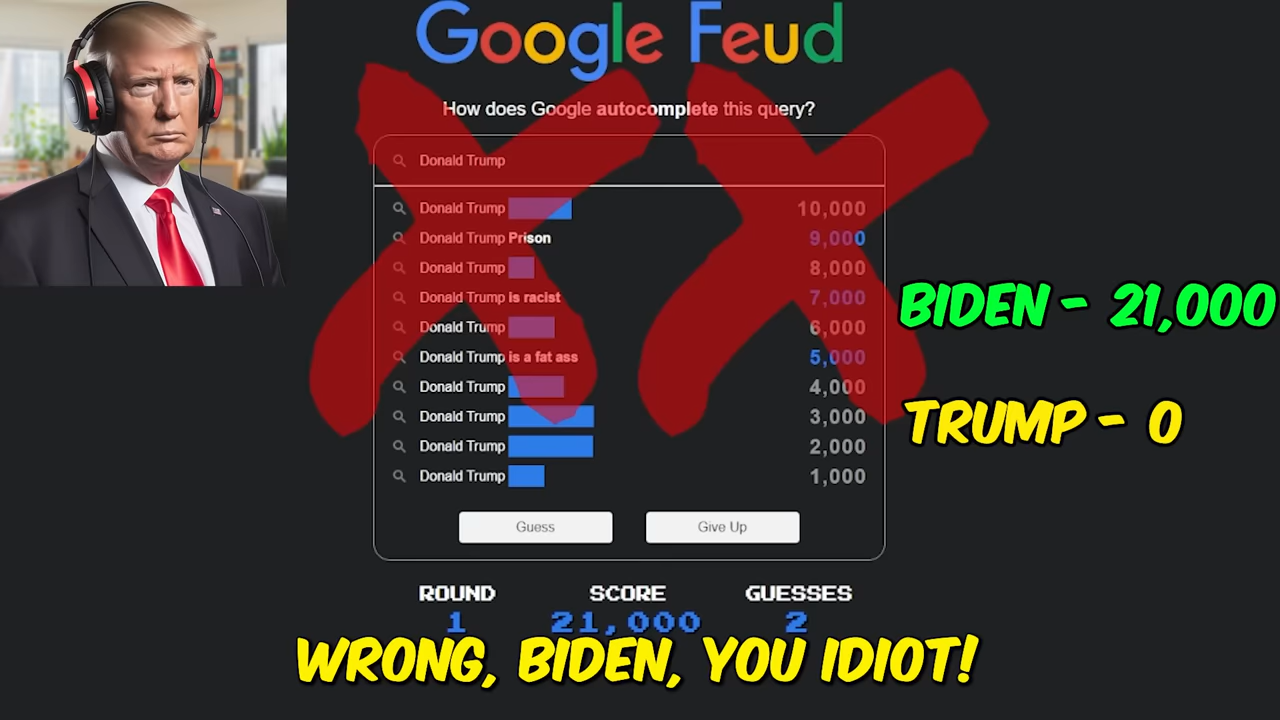 Google Feud
How does Google autocomplete this query?
Donald Trump
Donald Trump 10,000
Donald Trump Prison 9,000
Donald Trump 8,000
Donald Trump is racist 7,000
Donald Trump 6,000
Donald Trump is a fat ass 5,000
Donald Trump 4,000
Donald Trump 3,000
Donald Trump 2,000
Donald Trump 1,000
BIDEN - 21,000
TRUMP - 0
Guess Give Up
ROUND SCORE GUESSES
1 21,000 2
WRONG, BIDEN, YOU IDIOT!